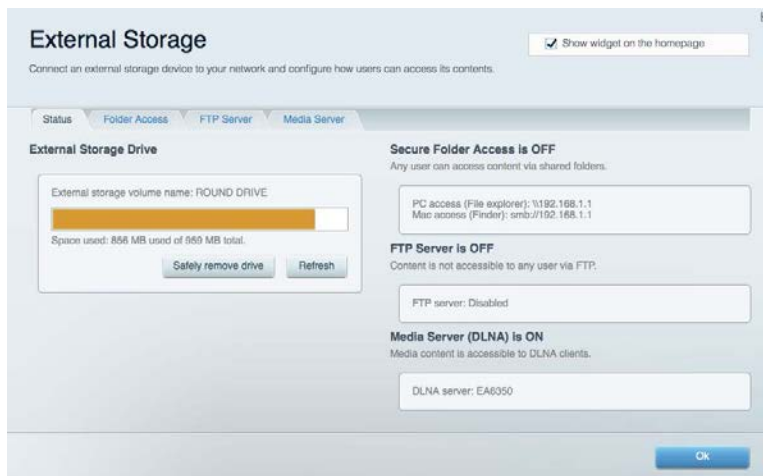 External Storage
Show widget on the homepage
Connect an external storage device to your network and configure how users can access its contents.
Status
Folder Access
FTP Server
Media Server
External Storage Drive
External storage volume name: ROUND DRIVE
Space used: 856 MB used of 959 MB total.
Safely remove drive
Refresh
Secure Folder Access is OFF
Any user can access content via shared folders.
PC access (File explorer): \\192.168.1.1
Mac access (Finder): smb://192.168.1.1
FTP Server is OFF
Content is not accessible to any user via FTP.
FTP server: Disabled
Media Server (DLNA) is ON
Media content is accessible to DLNA clients.
DLNA server: EA6350
Ok